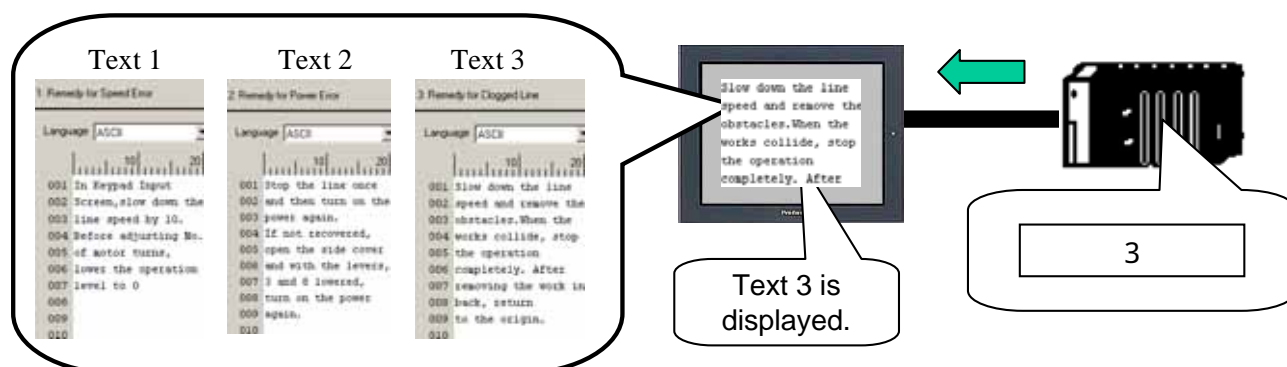 Text 1
Text 2
Text 3
1 Remedy for Speed Error
2 Remedy for Power Error
3 Remedy for Clogged Line
Language ASCII
Language ASCII
Language ASCII
10 20
10 20
10 20
001 In Keypad Input
002 Screen,slow down the
003 line speed by 10.
004 Before adjusting No.
005 of motor turns,
006 lower the operation
007 level to 0
008
009
010
001 Stop the line once
002 and then turn on the
003 power again.
004 If not recovered,
005 open the side cover
006 and with the levers,
007 3 and 6 lowered,
008 turn on the power
009 again.
010
001 Slow down the line
002 speed and remove the
003 obstacles.When the
004 works collide, stop
005 the operation
006 completely. After
007 removing the work in
008 back, return
009 to the origin.
010
Slow down the line
speed and remove the
obstacles.When the
works collide, stop
the operation
completely. After
Text 3 is
displayed.
3